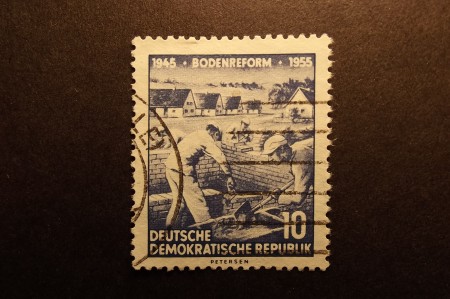 1945 • BODENREFORM • 1955
10
DEUTSCHE
DEMOKRATISCHE REPUBLIK
PETERSEN